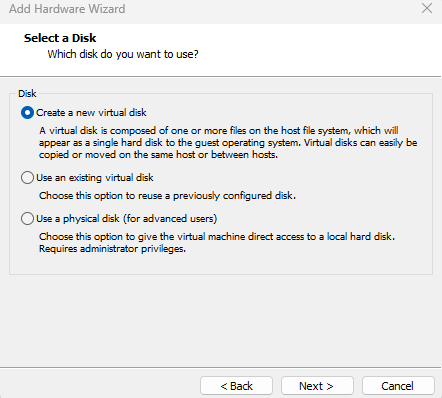 Add Hardware Wizard
Select a Disk
Which disk do you want to use?
Disk
Create a new virtual disk
A virtual disk is composed of one or more files on the host file system, which will
appear as a single hard disk to the guest operating system. Virtual disks can easily be
copied or moved on the same host or between hosts.
Use an existing virtual disk
Choose this option to reuse a previously configured disk.
Use a physical disk (for advanced users)
Choose this option to give the virtual machine direct access to a local hard disk.
Requires administrator privileges.
< Back Next > Cancel